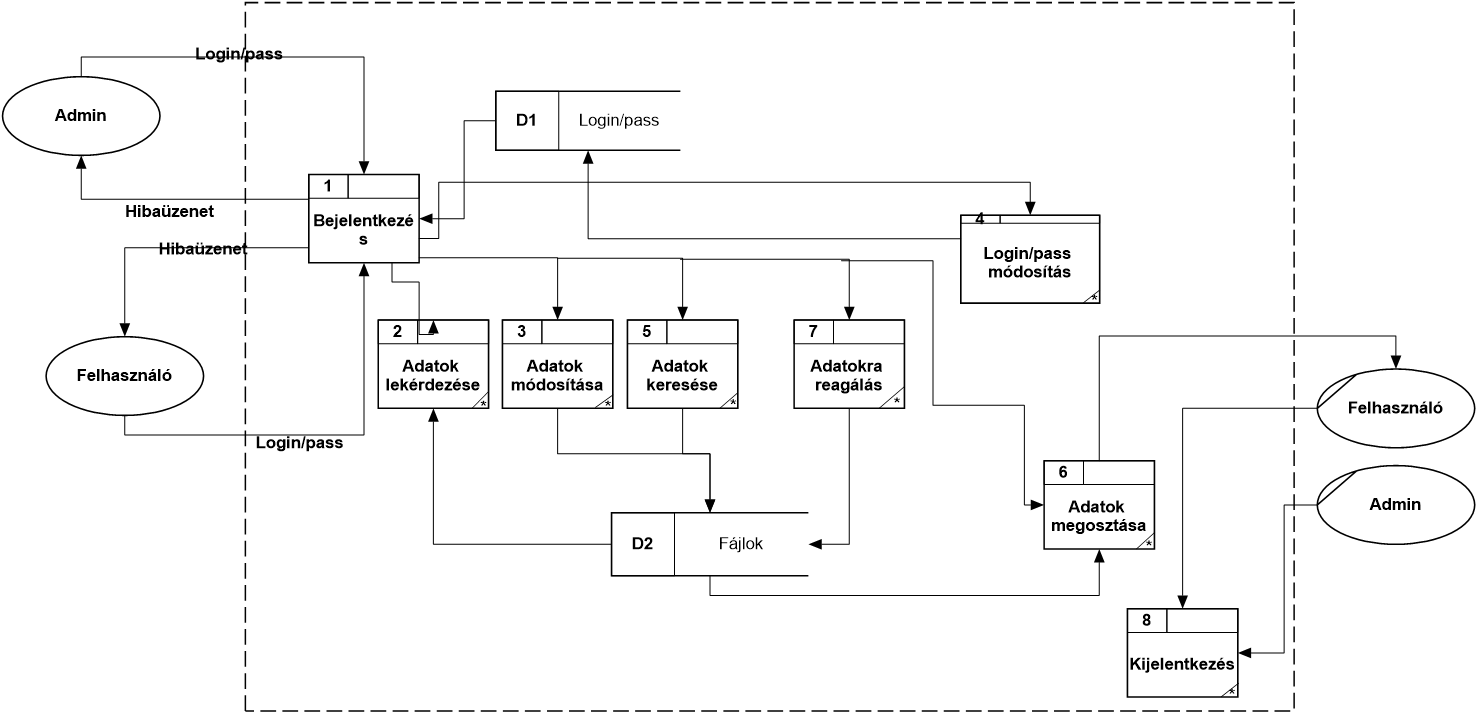 Login/pass
Admin
D1
Login/pass
1
Bejelentkezé
s
Hibaüzenet
4
Login/pass
módosítás
*
Hibaüzenet
2
Adatok
lekérdezése
*
3
Adatok
módosítása
*
5
Adatok
keresése
*
7
Adatokra
reagálás
*
Felhasználó
Login/pass
Felhasználó
6
Adatok
megosztása
*
Admin
D2
Fájlok
8
Kijelentkezés
*